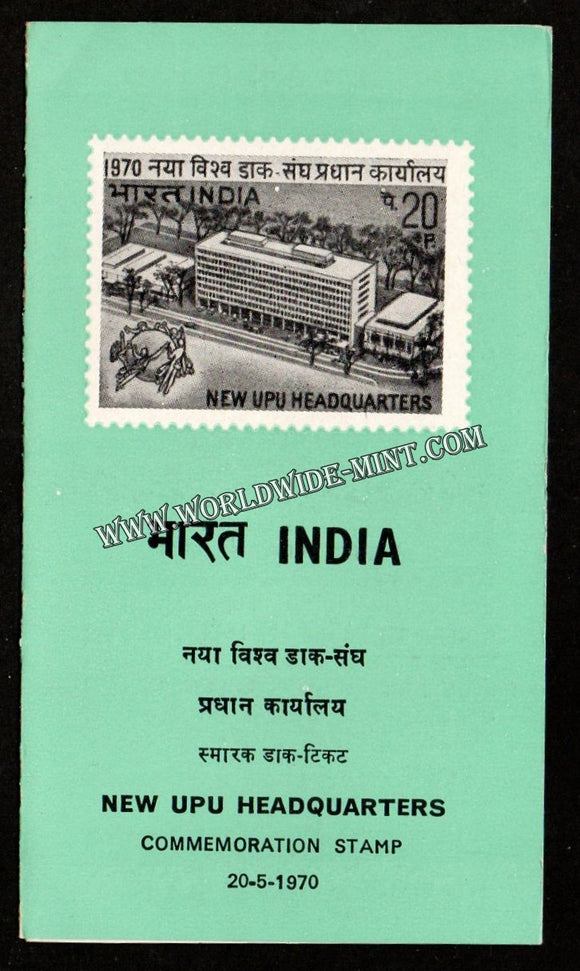 1970 नया विश्व डाक-संघ प्रधान कार्यालय
भारत INDIA प. 20 P.
NEW UPU HEADQUARTERS
WWW.WORLDWIDE-MINT.COM
भारत INDIA
नया विश्व डाक-संघ
प्रधान कार्यालय
स्मारक डाक-टिकट
NEW UPU HEADQUARTERS
COMMEMORATION STAMP
20-5-1970